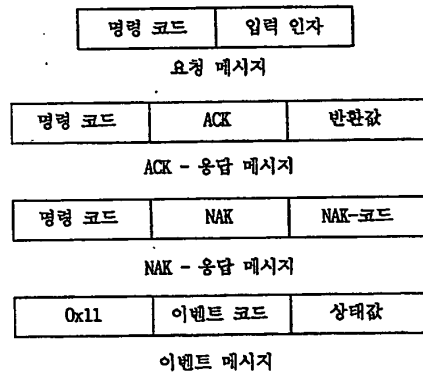 명령 코드 입력 인자
요청 메시지
명령 코드 ACK 반환값
ACK - 응답 메시지
명령 코드 NAK NAK-코드
NAK - 응답 메시지
0x11 이벤트 코드 상태값
이벤트 메시지